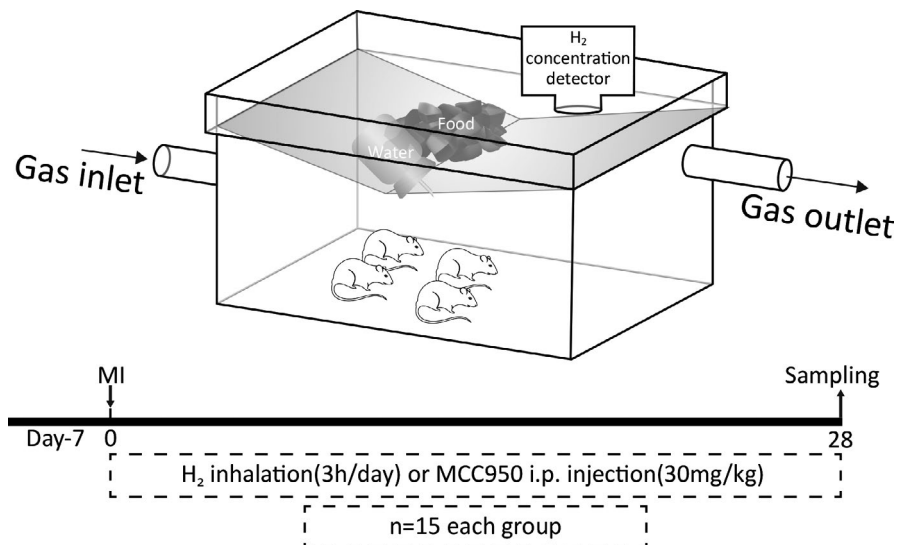 H₂
concentration
detector
Food
Water
Gas inlet
Gas outlet
MI
Sampling
Day-7 0 28
H₂ inhalation(3h/day) or MCC950 i.p. injection(30mg/kg)
n=15 each group